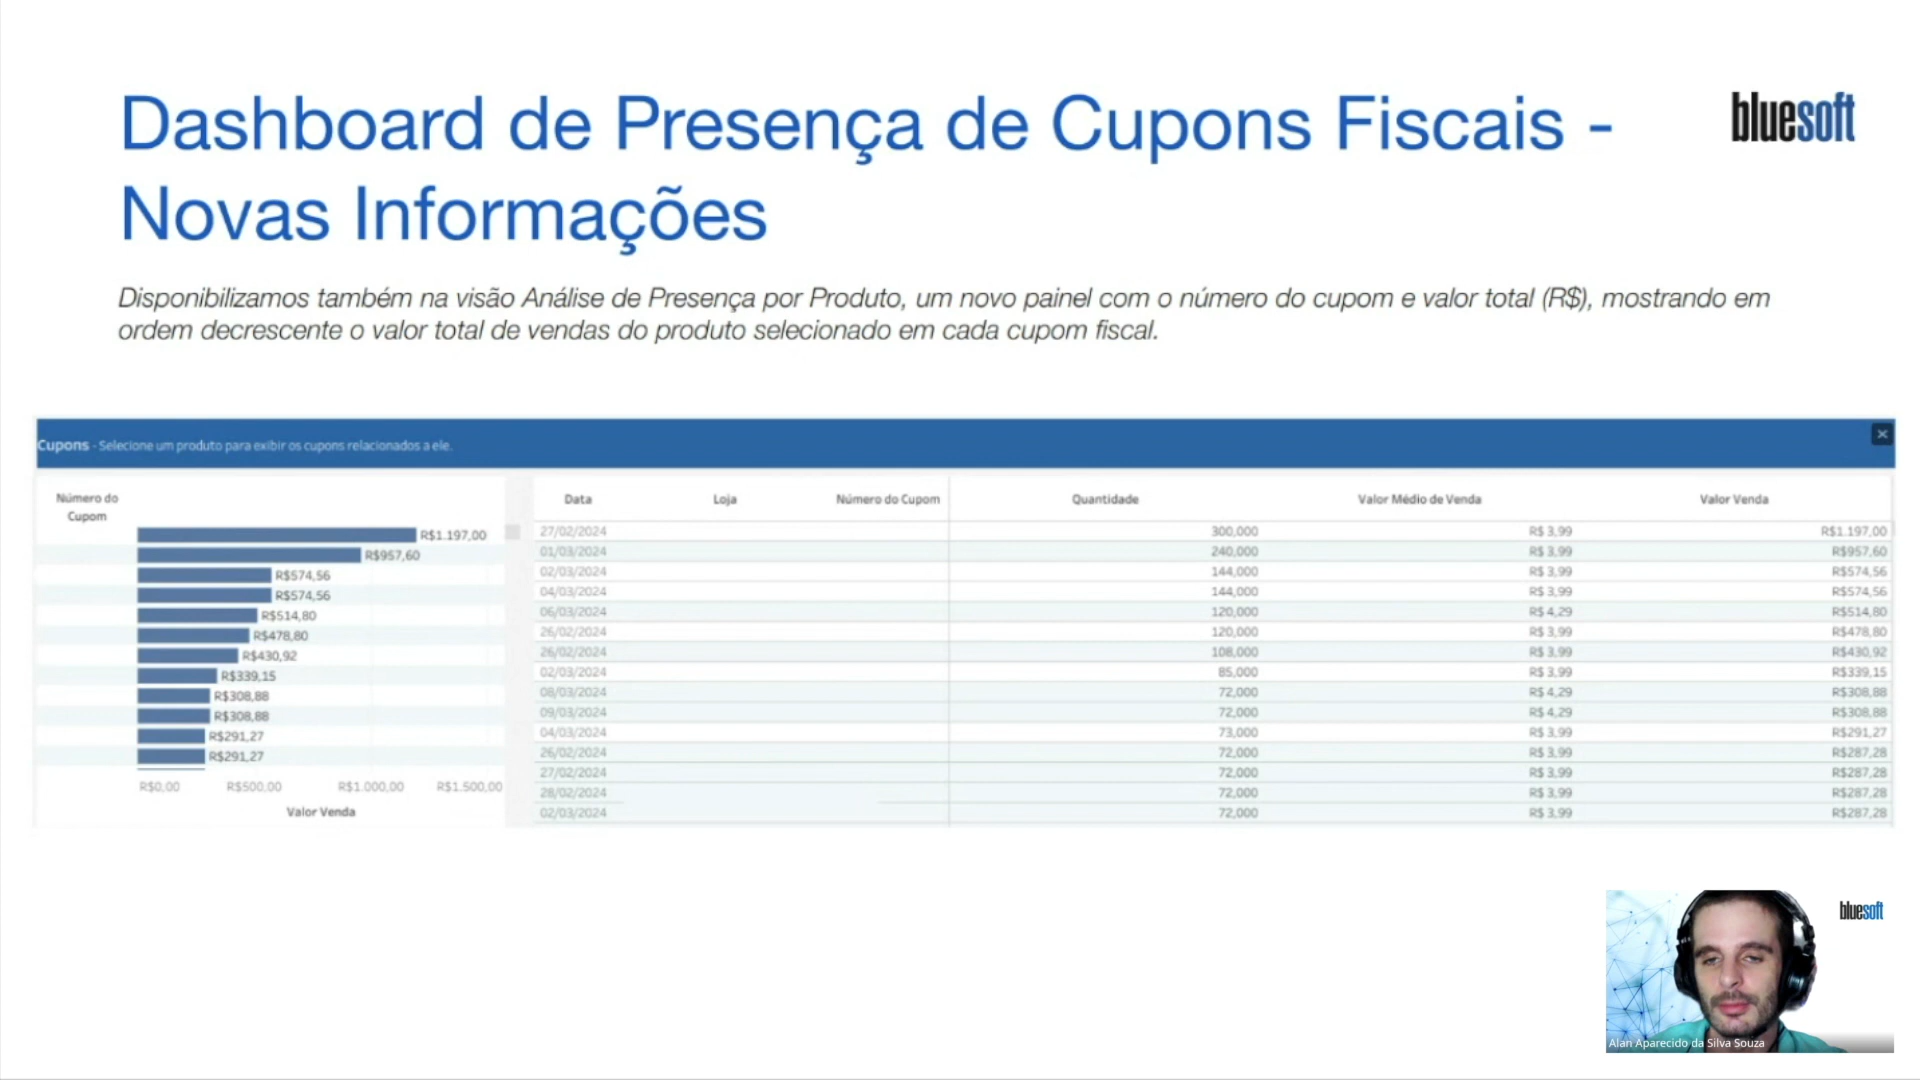 Dashboard de Presença de Cupons Fiscais -
Novas Informações
bluesoft
Disponibilizamos também na visão Análise de Presença por Produto, um novo painel com o número do cupom e valor total (R$), mostrando em
ordem decrescente o valor total de vendas do produto selecionado em cada cupom fiscal.
Cupons - Selecione um produto para exibir os cupons relacionados a ele.
Número do
Cupom
R$1.197,00
R$957,60
R$574,56
R$574,56
R$514,80
R$478,80
R$430,92
R$339,15
R$308,88
R$308,88
R$291,27
R$291,27
R$0,00 R$500,00 R$1.000,00 R$1.500,00
Valor Venda
Data Loja Número do Cupom Quantidade Valor Médio de Venda Valor Venda
27/02/2024 300,000 R$ 3,99 R$1.197,00
01/03/2024 240,000 R$ 3,99 R$957,60
02/03/2024 144,000 R$ 3,99 R$574,56
04/03/2024 144,000 R$ 3,99 R$574,56
06/03/2024 120,000 R$ 4,29 R$514,80
26/02/2024 120,000 R$ 3,99 R$478,80
26/02/2024 108,000 R$ 3,99 R$430,92
02/03/2024 85,000 R$ 3,99 R$339,15
08/03/2024 72,000 R$ 4,29 R$308,88
09/03/2024 72,000 R$ 4,29 R$308,88
04/03/2024 73,000 R$ 3,99 R$291,27
26/02/2024 72,000 R$ 3,99 R$287,28
27/02/2024 72,000 R$ 3,99 R$287,28
28/02/2024 72,000 R$ 3,99 R$287,28
02/03/2024 72,000 R$ 3,99 R$287,28
bluesoft
Alan Aparecido da Silva Souza